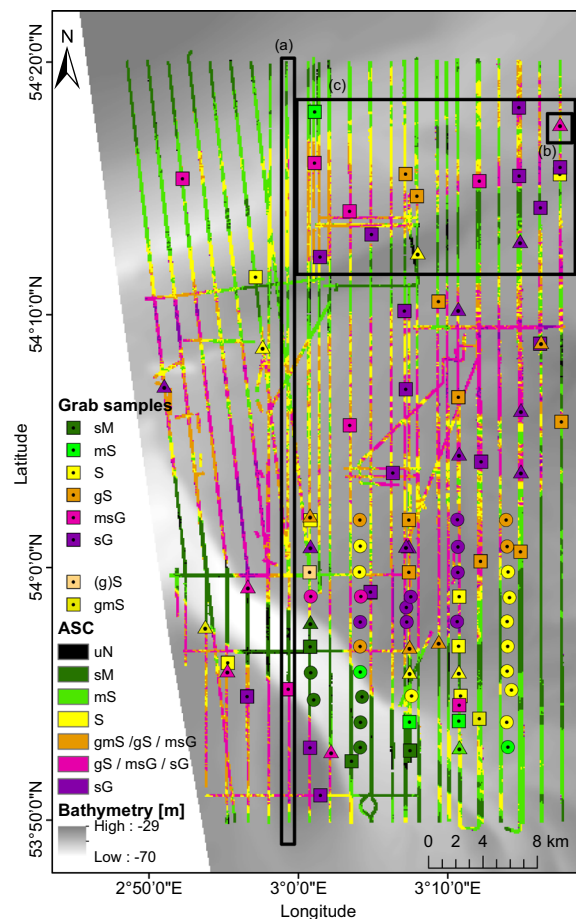 N
(a)
(c)
(b)
54°20'0"N
54°10'0"N
54°0'0"N
53°50'0"N
Latitude
Grab samples
sM
mS
S
gS
msG
sG
(g)S
gmS
ASC
uN
sM
mS
S
gmS /gS / msG
gS / msG / sG
sG
Bathymetry [m]
High : -29
Low : -70
0 2 4 8 km
2°50'0"E 3°0'0"E 3°10'0"E
Longitude